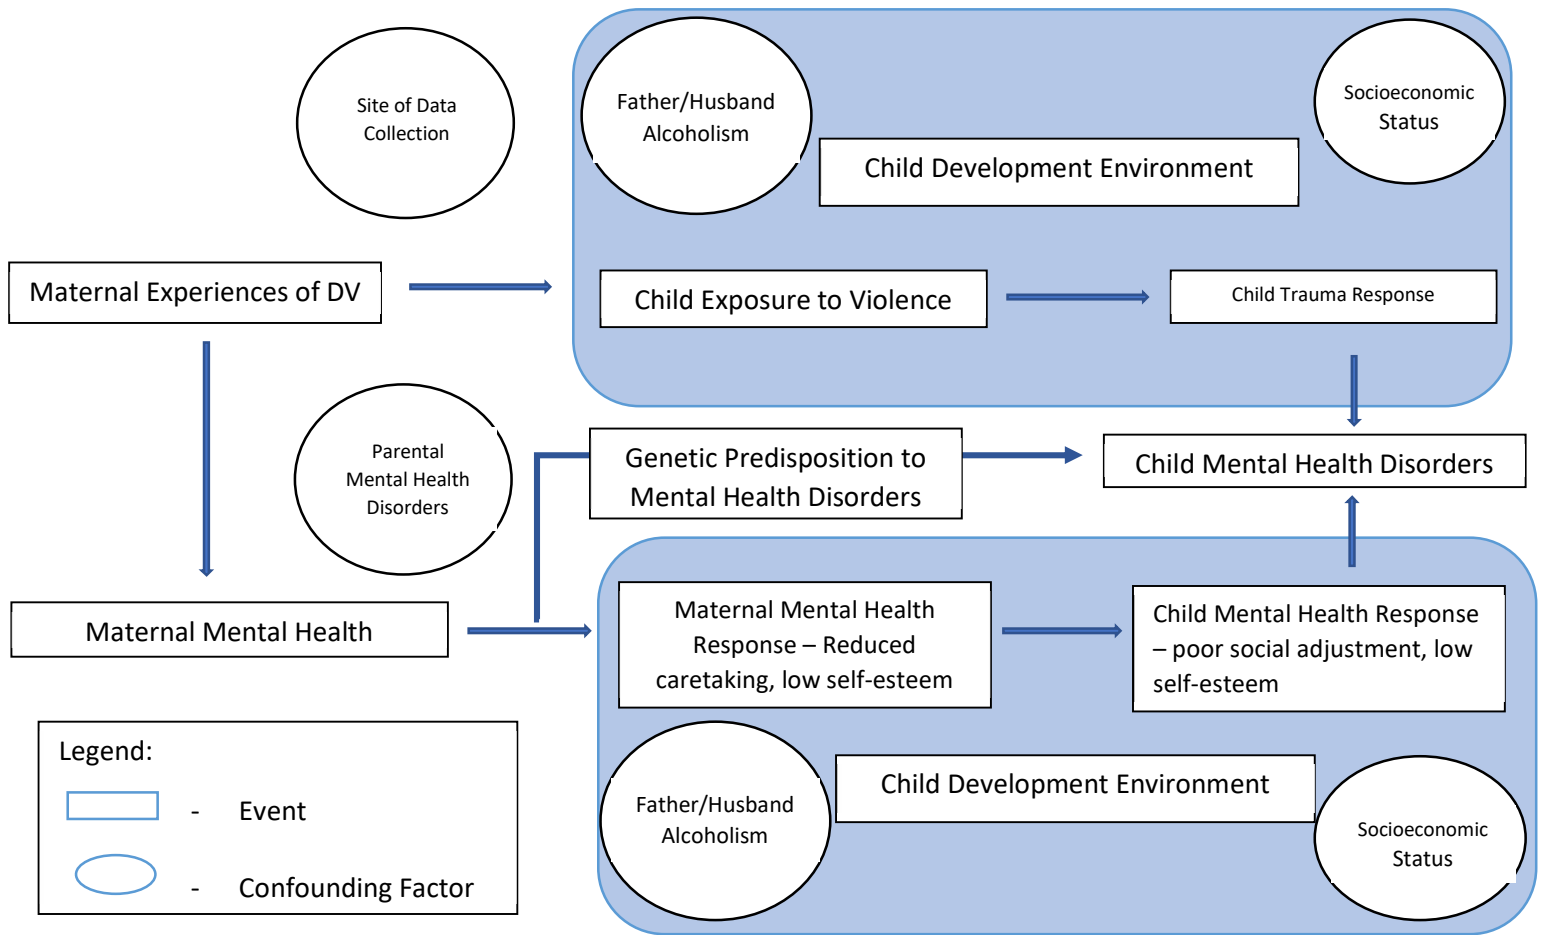 Site of Data
Collection
Father/Husband
Alcoholism
Socioeconomic
Status
Child Development Environment
Maternal Experiences of DV
Child Exposure to Violence
Child Trauma Response
Parental
Mental Health
Disorders
Genetic Predisposition to
Mental Health Disorders
Child Mental Health Disorders
Maternal Mental Health
Maternal Mental Health
Response – Reduced
caretaking, low self-esteem
Child Mental Health Response
– poor social adjustment, low
self-esteem
Father/Husband
Alcoholism
Child Development Environment
Socioeconomic
Status
Legend:
- Event
- Confounding Factor